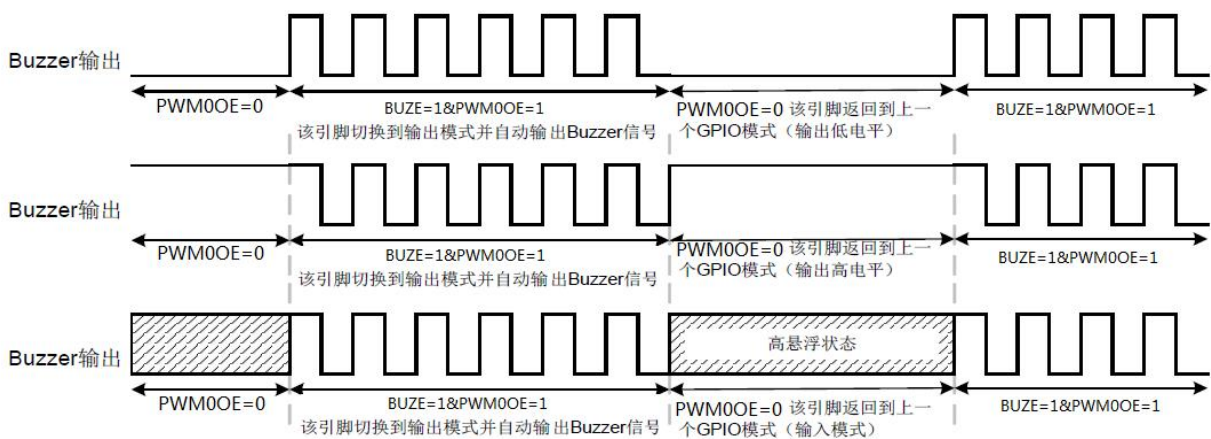 Buzzer输出
PWM0OE=0
BUZE=1&PWM0OE=1
PWM0OE=0 该引脚返回到上一
BUZE=1&PWM0OE=1
该引脚切换到输出模式并自动输出Buzzer信号
个GPIO模式（输出低电平）
Buzzer输出
PWM0OE=0
BUZE=1&PWM0OE=1
PWM0OE=0 该引脚返回到上一
BUZE=1&PWM0OE=1
该引脚切换到输出模式并自动输出Buzzer信号
个GPIO模式（输出高电平）
Buzzer输出
高悬浮状态
PWM0OE=0
BUZE=1&PWM0OE=1
PWM0OE=0 该引脚返回到上一
BUZE=1&PWM0OE=1
该引脚切换到输出模式并自动输出Buzzer信号
个GPIO模式（输入模式）